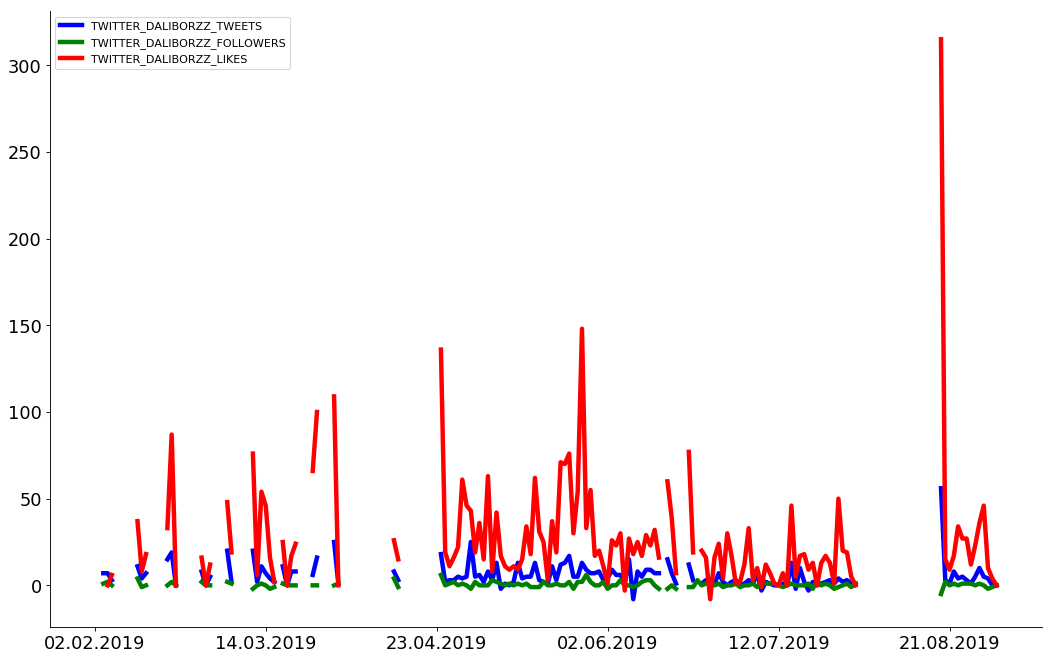 TWITTER_DALIBORZZ_TWEETS
TWITTER_DALIBORZZ_FOLLOWERS
TWITTER_DALIBORZZ_LIKES
300
250
200
150
100
50
0
02.02.2019 14.03.2019 23.04.2019 02.06.2019 12.07.2019 21.08.2019